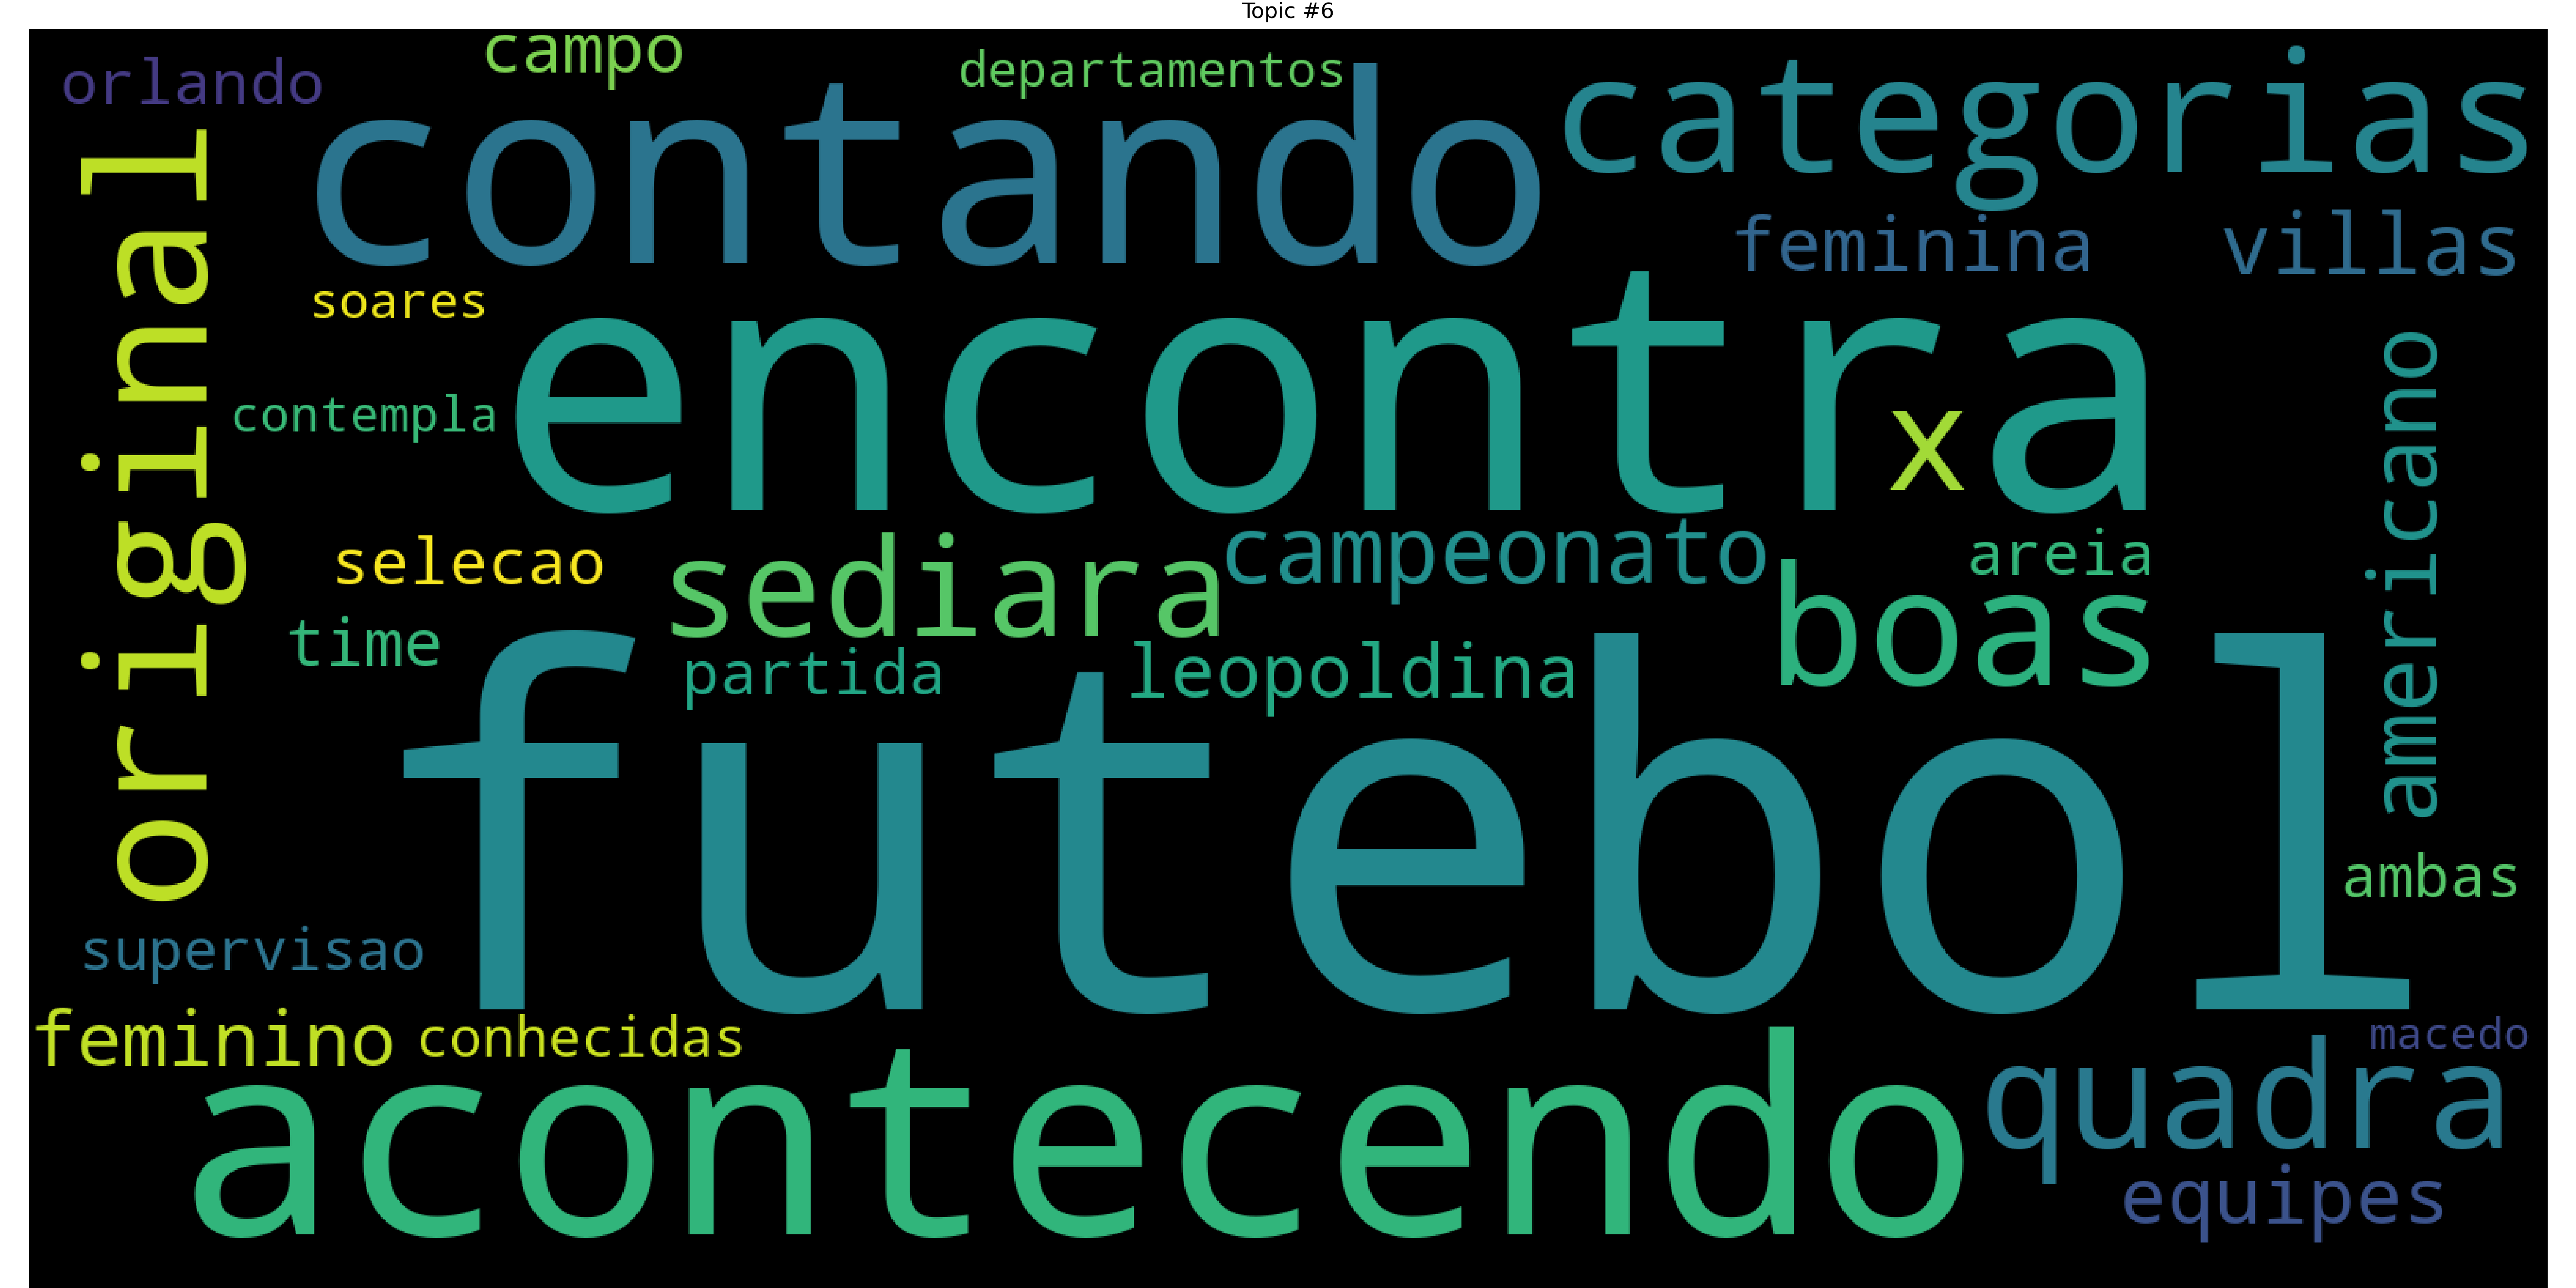 Topic #6
campo
orlando
departamentos
contando
categorias
original
feminina
villas
soares
encontra
x
contempla
americano
selecao
sediara
campeonato
areia
boas
time
partida
leopoldina
futebol
ambas
supervisao
feminino
conhecidas
macedo
acontecendo
quadra
equipes